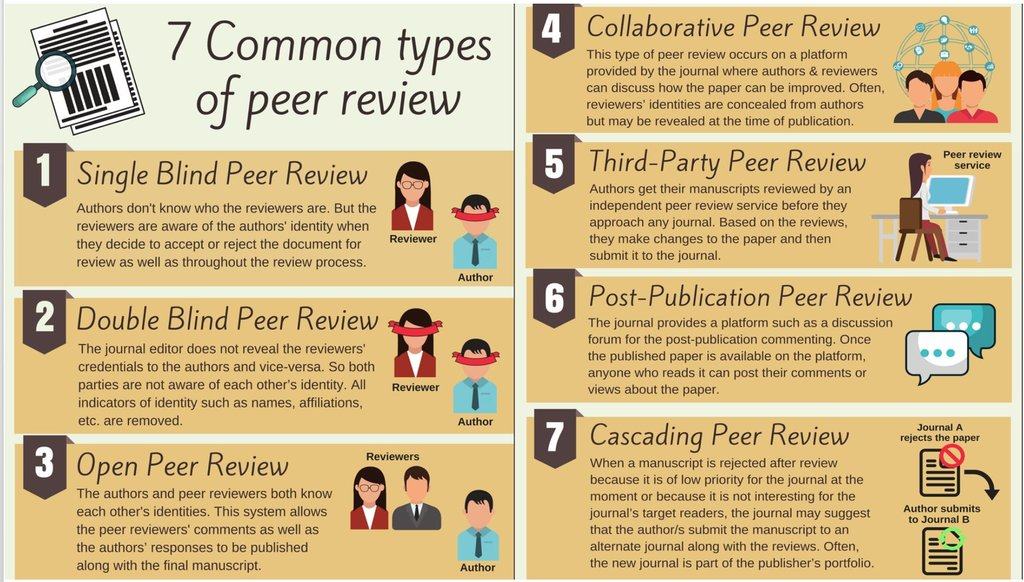 7 Common types
of peer review
1
Single Blind Peer Review
Authors don't know who the reviewers are. But the
reviewers are aware of the authors' identity when
they decide to accept or reject the document for
review as well as throughout the review process.
Reviewer
Author
2
Double Blind Peer Review
The journal editor does not reveal the reviewers'
credentials to the authors and vice-versa. So both
parties are not aware of each other's identity. All
indicators of identity such as names, affiliations,
etc. are removed.
Reviewer
Author
3
Open Peer Review
The authors and peer reviewers both know
each other's identities. This system allows
the peer reviewers' comments as well as
the authors' responses to be published
along with the final manuscript.
Reviewers
Author
4
Collaborative Peer Review
This type of peer review occurs on a platform
provided by the journal where authors & reviewers
can discuss how the paper can be improved. Often,
reviewers' identities are concealed from authors
but may be revealed at the time of publication.
5
Third-Party Peer Review
Authors get their manuscripts reviewed by an
independent peer review service before they
approach any journal. Based on the reviews,
they make changes to the paper and then
submit it to the journal.
Peer review
service
6
Post-Publication Peer Review
The journal provides a platform such as a discussion
forum for the post-publication commenting. Once
the published paper is available on the platform,
anyone who reads it can post their comments or
views about the paper.
7
Cascading Peer Review
When a manuscript is rejected after review
because it is of low priority for the journal at the
moment or because it is not interesting for the
journal's target readers, the journal may suggest
that the author/s submit the manuscript to an
alternate journal along with the reviews. Often,
the new journal is part of the publisher's portfolio.
Journal A
rejects the paper
Author submits
to Journal B